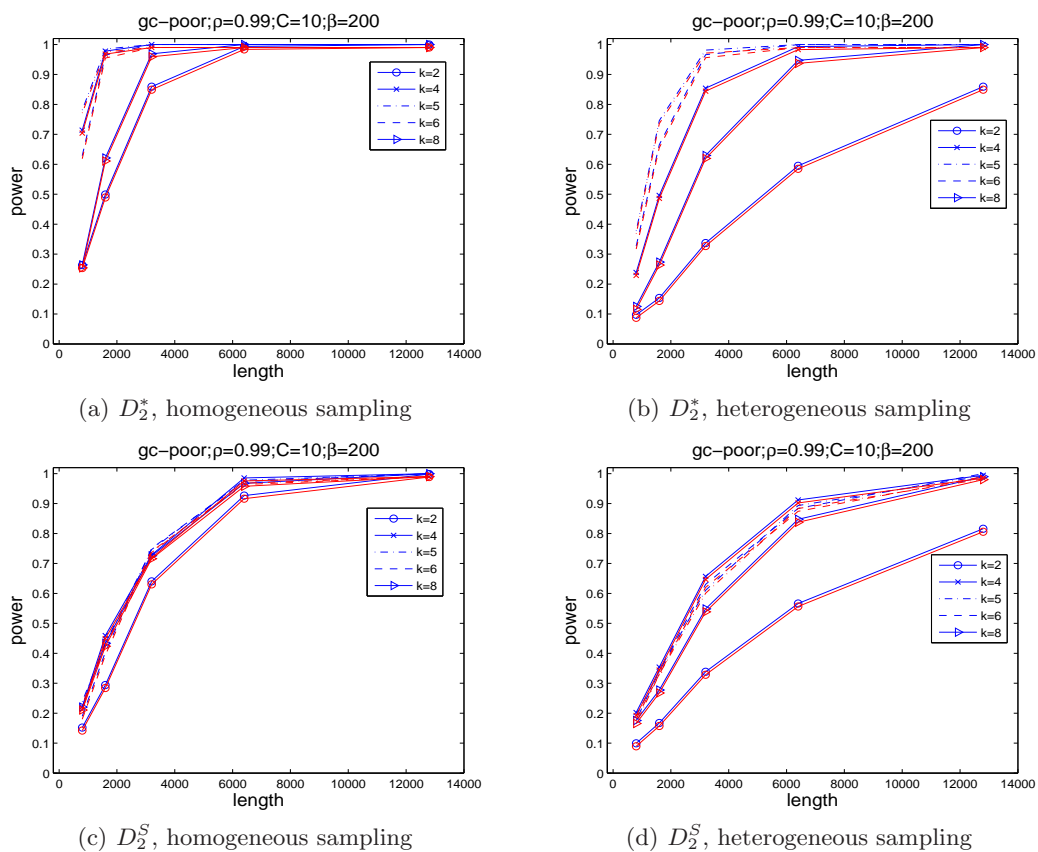 gc-poor;ρ=0.99;C=10;β=200
1
0.9
0.8
0.7
0.6
0.5
0.4
0.3
0.2
0.1
0
power
k=2
k=4
k=5
k=6
k=8
0 2000 4000 6000 8000 10000 12000 14000
length
(a) D₂*, homogeneous sampling
gc-poor;ρ=0.99;C=10;β=200
1
0.9
0.8
0.7
0.6
0.5
0.4
0.3
0.2
0.1
0
power
k=2
k=4
k=5
k=6
k=8
0 2000 4000 6000 8000 10000 12000 14000
length
(b) D₂*, heterogeneous sampling
gc-poor;ρ=0.99;C=10;β=200
1
0.9
0.8
0.7
0.6
0.5
0.4
0.3
0.2
0.1
0
power
k=2
k=4
k=5
k=6
k=8
0 2000 4000 6000 8000 10000 12000 14000
length
(c) D₂ˢ, homogeneous sampling
gc-poor;ρ=0.99;C=10;β=200
1
0.9
0.8
0.7
0.6
0.5
0.4
0.3
0.2
0.1
0
power
k=2
k=4
k=5
k=6
k=8
0 2000 4000 6000 8000 10000 12000 14000
length
(d) D₂ˢ, heterogeneous sampling